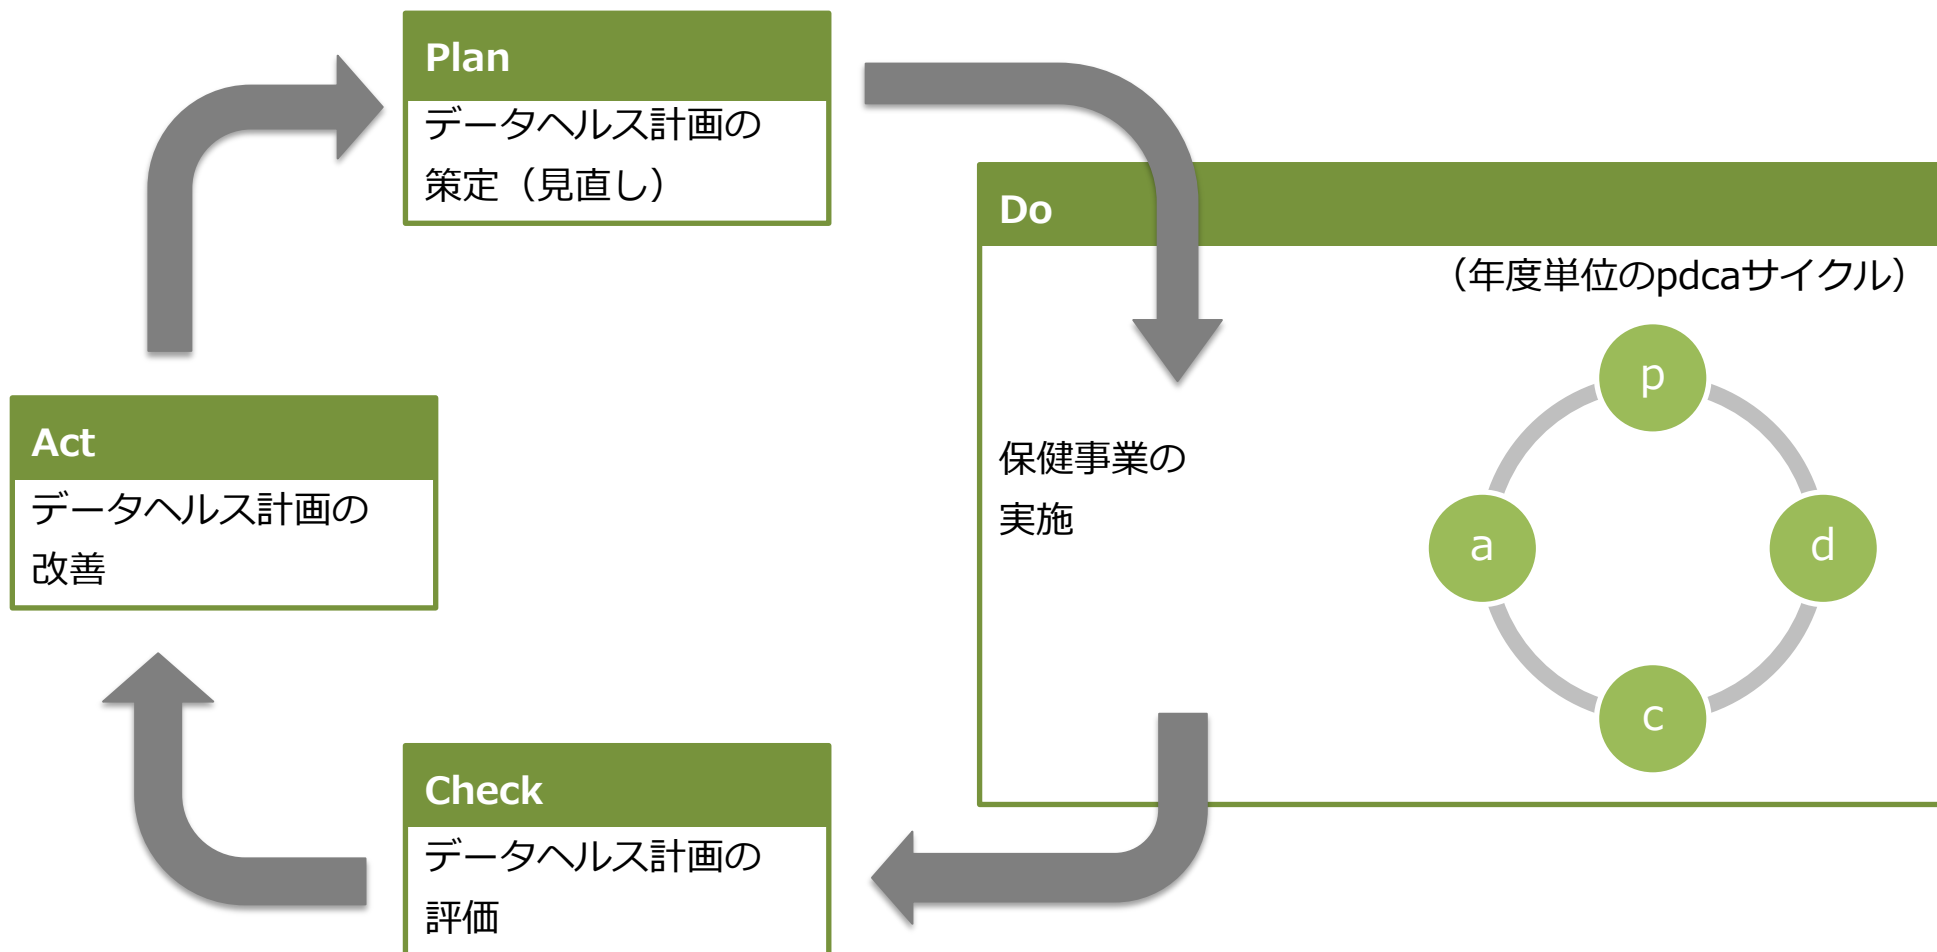 Plan
データヘルス計画の
策定（見直し）
Do
（年度単位のpdcaサイクル）
保健事業の
実施
p
d
c
a
Check
データヘルス計画の
評価
Act
データヘルス計画の
改善